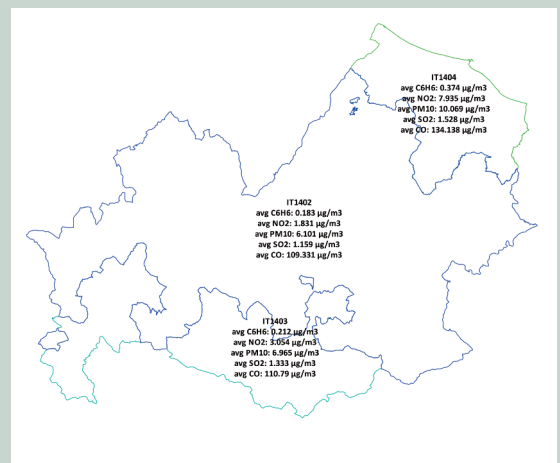 IT1404
avg C6H6: 0.374 µg/m3
avg NO2: 7.935 µg/m3
avg PM10: 10.069 µg/m3
avg SO2: 1.528 µg/m3
avg CO: 134.138 µg/m3
IT1402
avg C6H6: 0.183 µg/m3
avg NO2: 1.831 µg/m3
avg PM10: 6.101 µg/m3
avg SO2: 1.159 µg/m3
avg CO: 109.331 µg/m3
IT1403
avg C6H6: 0.212 µg/m3
avg NO2: 3.054 µg/m3
avg PM10: 6.965 µg/m3
avg SO2: 1.333 µg/m3
avg CO: 110.79 µg/m3